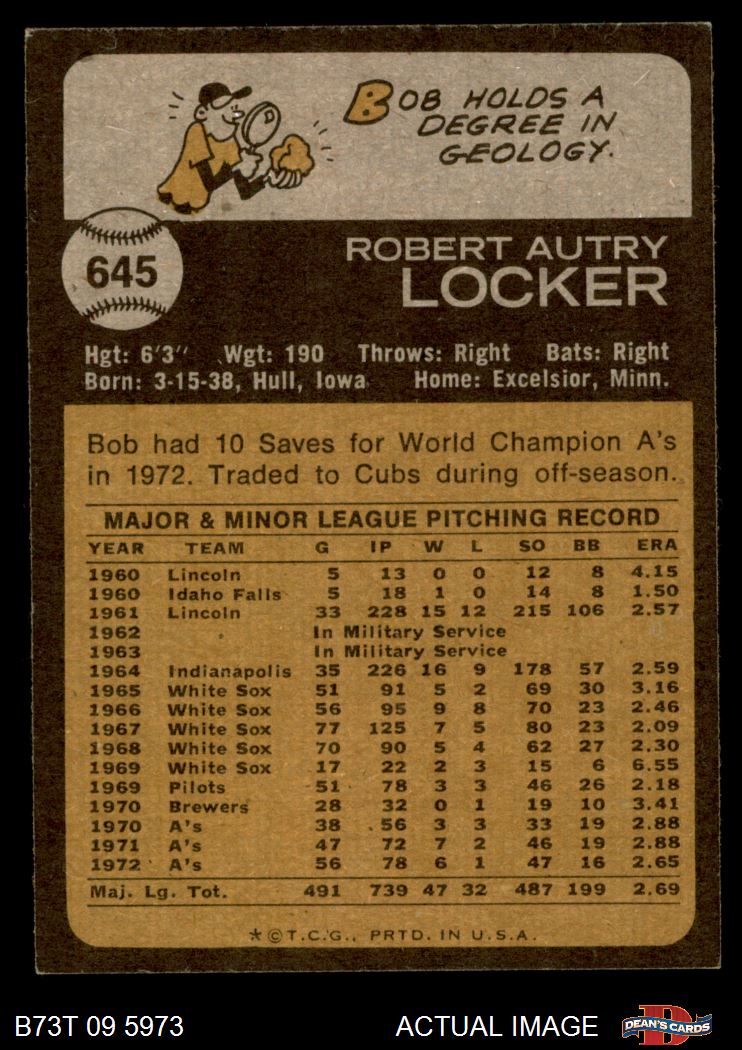 BOB HOLDS A
DEGREE IN
GEOLOGY.
645
ROBERT AUTRY
LOCKER
Hgt: 6'3" Wgt: 190 Throws: Right Bats: Right
Born: 3-15-38, Hull, Iowa Home: Excelsior, Minn.
Bob had 10 Saves for World Champion A's
in 1972. Traded to Cubs during off-season.
MAJOR & MINOR LEAGUE PITCHING RECORD
YEAR TEAM G IP W L SO BB ERA
1960 Lincoln 5 13 0 0 12 8 4.15
1960 Idaho Falls 5 18 1 0 14 8 1.50
1961 Lincoln 33 228 15 12 215 106 2.57
1962 In Military Service
1963 In Military Service
1964 Indianapolis 35 226 16 9 178 57 2.59
1965 White Sox 51 91 5 2 69 30 3.16
1966 White Sox 56 95 9 8 70 23 2.46
1967 White Sox 77 125 7 5 80 23 2.09
1968 White Sox 70 90 5 4 62 27 2.30
1969 White Sox 17 22 2 3 15 6 6.55
1969 Pilots 51 78 3 3 46 26 2.18
1970 Brewers 28 32 0 1 19 10 3.41
1970 A's 38 56 3 3 33 19 2.88
1971 A's 47 72 7 2 46 19 2.88
1972 A's 56 78 6 1 47 16 2.65
Maj. Lg. Tot. 491 739 47 32 487 199 2.69
* © T.C.G., PRTD. IN U.S.A.
B73T 09 5973 ACTUAL IMAGE D DEAN'S CARDS